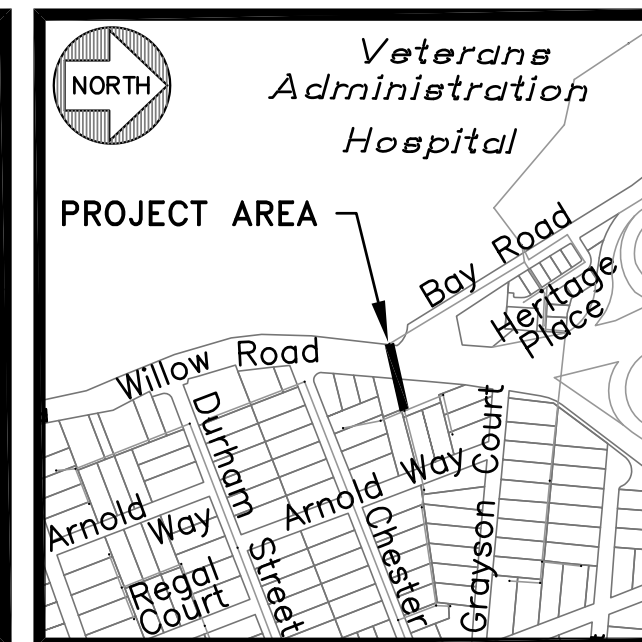 NORTH
Veterans
Administration
Hospital
PROJECT AREA
Bay Road
Heritage
Place
Willow Road
Durham
Street
Arnold Way
Arnold
Way
Chester
Grayson Court
Regal
Court